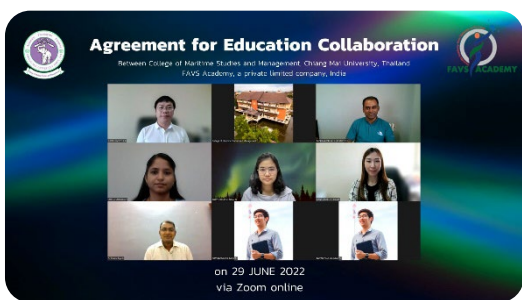 Agreement for Education Collaboration
Between College of Maritime Studies and Management, Chiang Mai University, Thailand
FAVS Academy, a private limited company, India
FAVS ACADEMY
on 29 JUNE 2022
via Zoom online